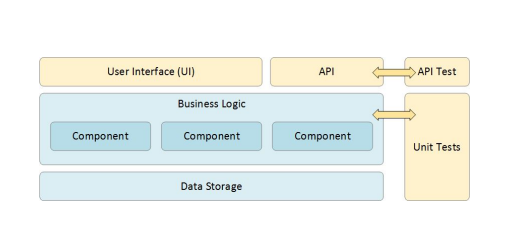 User Interface (UI)
API
API Test
Business Logic
Component
Component
Component
Unit Tests
Data Storage